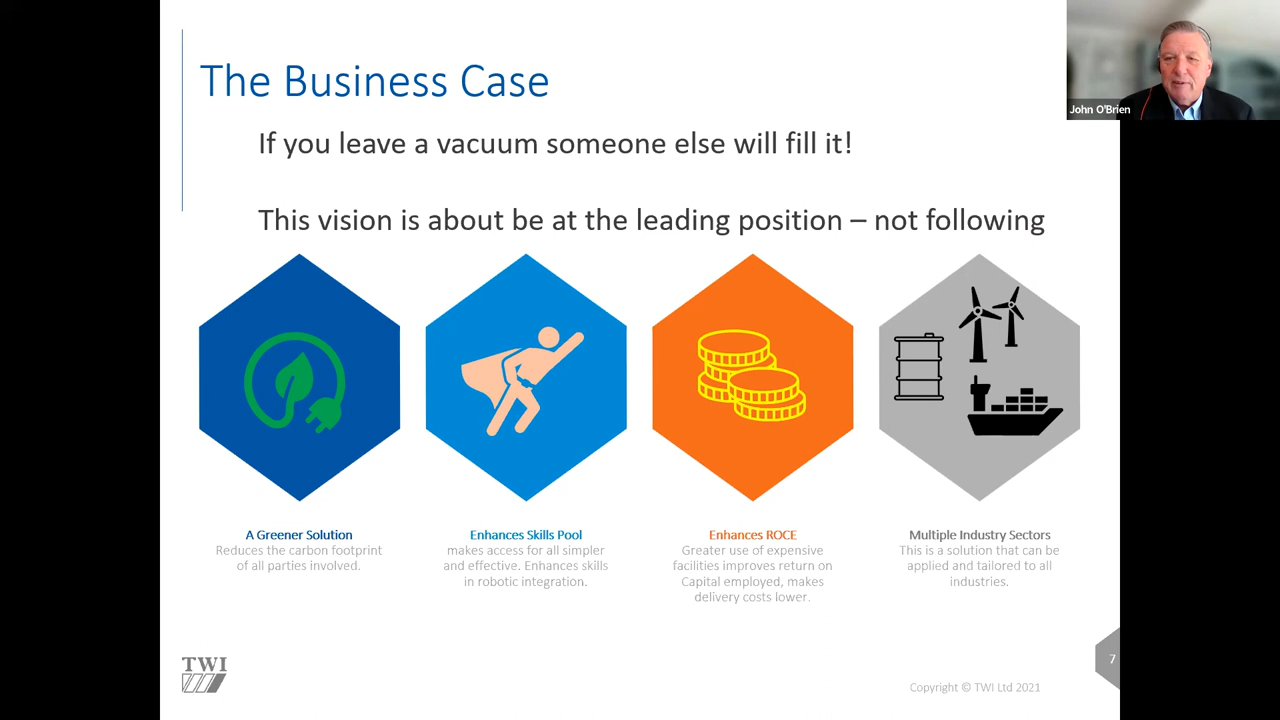 The Business Case
If you leave a vacuum someone else will fill it!
This vision is about be at the leading position – not following
John O'Brien
A Greener Solution
Reduces the carbon footprint
of all parties involved.
Enhances Skills Pool
makes access for all simpler
and effective. Enhances skills
in robotic integration.
Enhances ROCE
Greater use of expensive
facilities improves return on
Capital employed, makes
delivery costs lower.
Multiple Industry Sectors
This is a solution that can be
applied and tailored to all
industries.
TWI
Copyright © TWI Ltd 2021
7